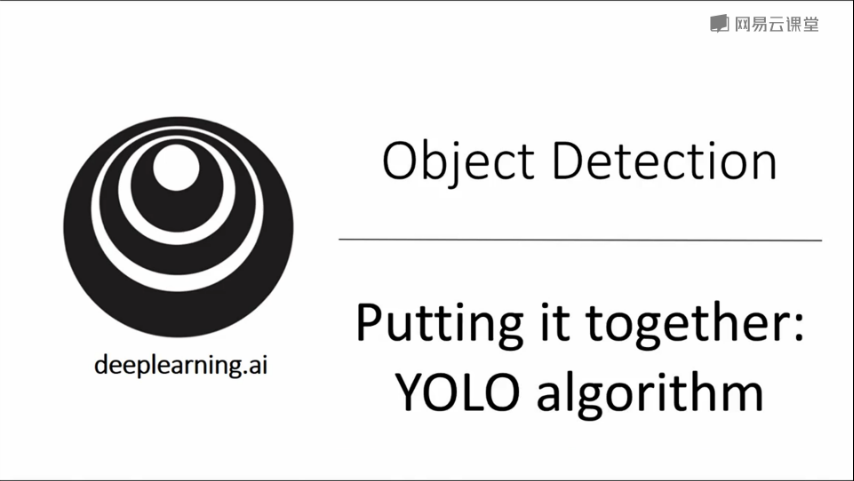 网易云课堂
Object Detection
deeplearning.ai
Putting it together:
YOLO algorithm